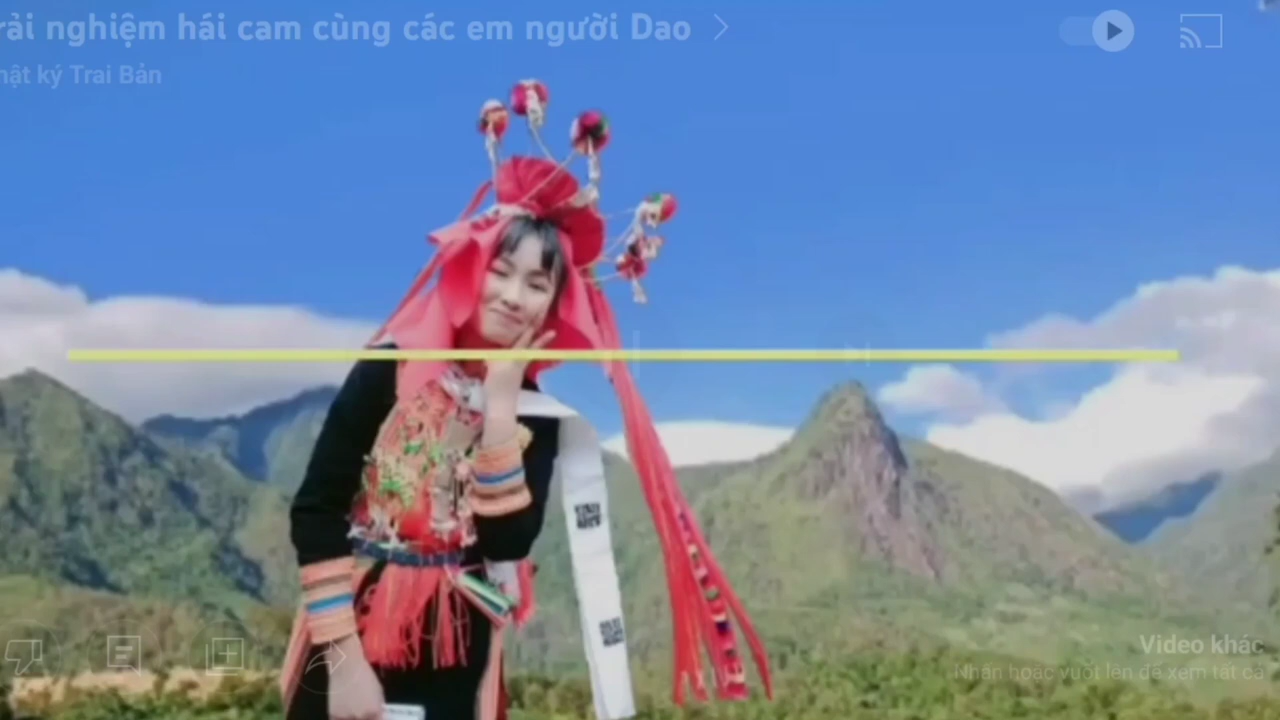 rải nghiệm hái cam cùng các em người Dao
hật ký Trai Bản
Video khác
Nhấn hoặc vuốt lên để xem tất cả